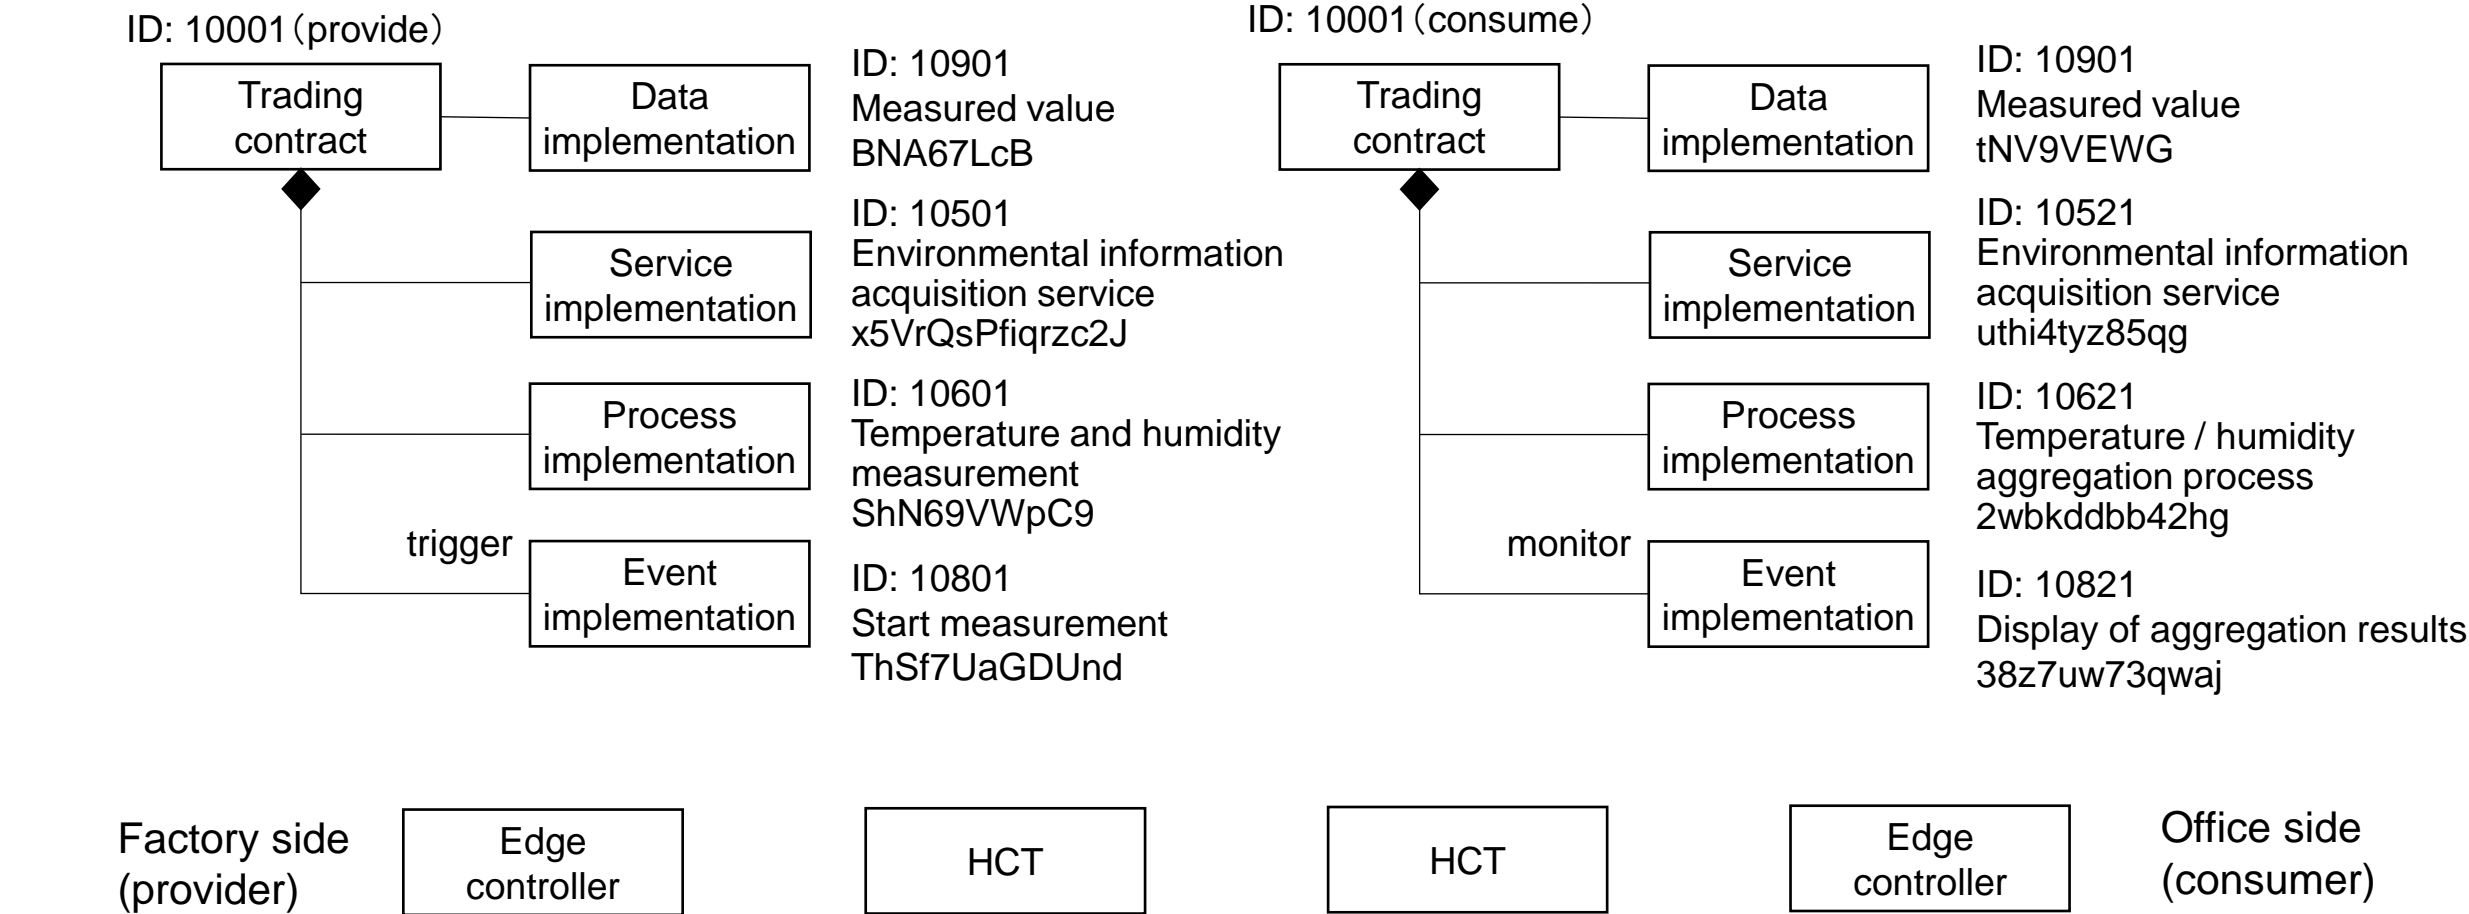 ID: 10001（provide）
Trading
contract
Data
implementation
ID: 10901
Measured value
BNA67LcB
Service
implementation
ID: 10501
Environmental information
acquisition service
x5VrQsPfiqrzc2J
Process
implementation
ID: 10601
Temperature and humidity
measurement
ShN69VWpC9
trigger
Event
implementation
ID: 10801
Start measurement
ThSf7UaGDUnd
ID: 10001（consume）
Trading
contract
Data
implementation
ID: 10901
Measured value
tNV9VEWG
Service
implementation
ID: 10521
Environmental information
acquisition service
uthi4tyz85qg
Process
implementation
ID: 10621
Temperature / humidity
aggregation process
2wbkddbb42hg
monitor
Event
implementation
ID: 10821
Display of aggregation results
38z7uw73qwaj
Factory side
(provider)
Edge
controller
HCT
HCT
Edge
controller
Office side
(consumer)